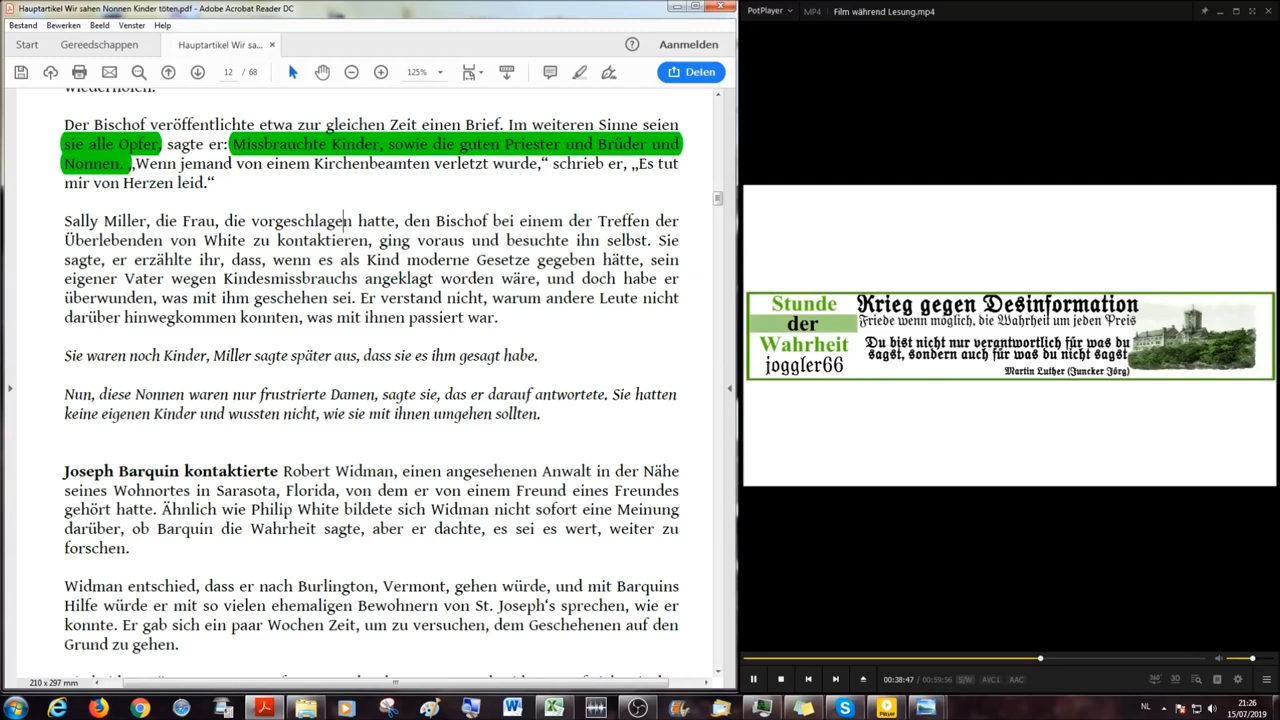 Hauptartikel Wir sahen Nonnen Kinder töten.pdf - Adobe Acrobat Reader DC
Bestand Bewerken Beeld Venster Help
Start Gereedschappen Hauptartikel Wir sa... × Aanmelden
12 / 68 125% Delen
wiederholen.
Der Bischof veröffentlichte etwa zur gleichen Zeit einen Brief. Im weiteren Sinne seien
sie alle Opfer, sagte er: Missbrauchte Kinder, sowie die guten Priester und Brüder und
Nonnen. „Wenn jemand von einem Kirchenbeamten verletzt wurde,“ schrieb er, „Es tut
mir von Herzen leid.“
Sally Miller, die Frau, die vorgeschlagen hatte, den Bischof bei einem der Treffen der
Überlebenden von White zu kontaktieren, ging voraus und besuchte ihn selbst. Sie
sagte, er erzählte ihr, dass, wenn es als Kind moderne Gesetze gegeben hätte, sein
eigener Vater wegen Kindesmissbrauchs angeklagt worden wäre, und doch habe er
überwunden, was mit ihm geschehen sei. Er verstand nicht, warum andere Leute nicht
darüber hinwegkommen konnten, was mit ihnen passiert war.
Sie waren noch Kinder, Miller sagte später aus, dass sie es ihm gesagt habe.
Nun, diese Nonnen waren nur frustrierte Damen, sagte sie, das er darauf antwortete. Sie hatten
keine eigenen Kinder und wussten nicht, wie sie mit ihnen umgehen sollten.
Joseph Barquin kontaktierte Robert Widman, einen angesehenen Anwalt in der Nähe
seines Wohnortes in Sarasota, Florida, von dem er von einem Freund eines Freundes
gehört hatte. Ähnlich wie Philip White bildete sich Widman nicht sofort eine Meinung
darüber, ob Barquin die Wahrheit sagte, aber er dachte, es sei es wert, weiter zu
forschen.
Widman entschied, dass er nach Burlington, Vermont, gehen würde, und mit Barquins
Hilfe würde er mit so vielen ehemaligen Bewohnern von St. Joseph‘s sprechen, wie er
konnte. Er gab sich ein paar Wochen Zeit, um zu versuchen, dem Geschehenen auf den
Grund zu gehen.
210 x 297 mm
PotPlayer MP4 Film während Lesung.mp4
Stunde
der
Wahrheit
joggler66
Krieg gegen Desinformation
Friede wenn möglich, die Wahrheit um jeden Preis
Du bist nicht nur verantwortlich für was du
sagst, sondern auch für was du nicht sagst
Martin Luther (Juncker Jörg)
00:38:47 / 00:59:36 S/W AVC1 AAC
NL 21:26
15/07/2019